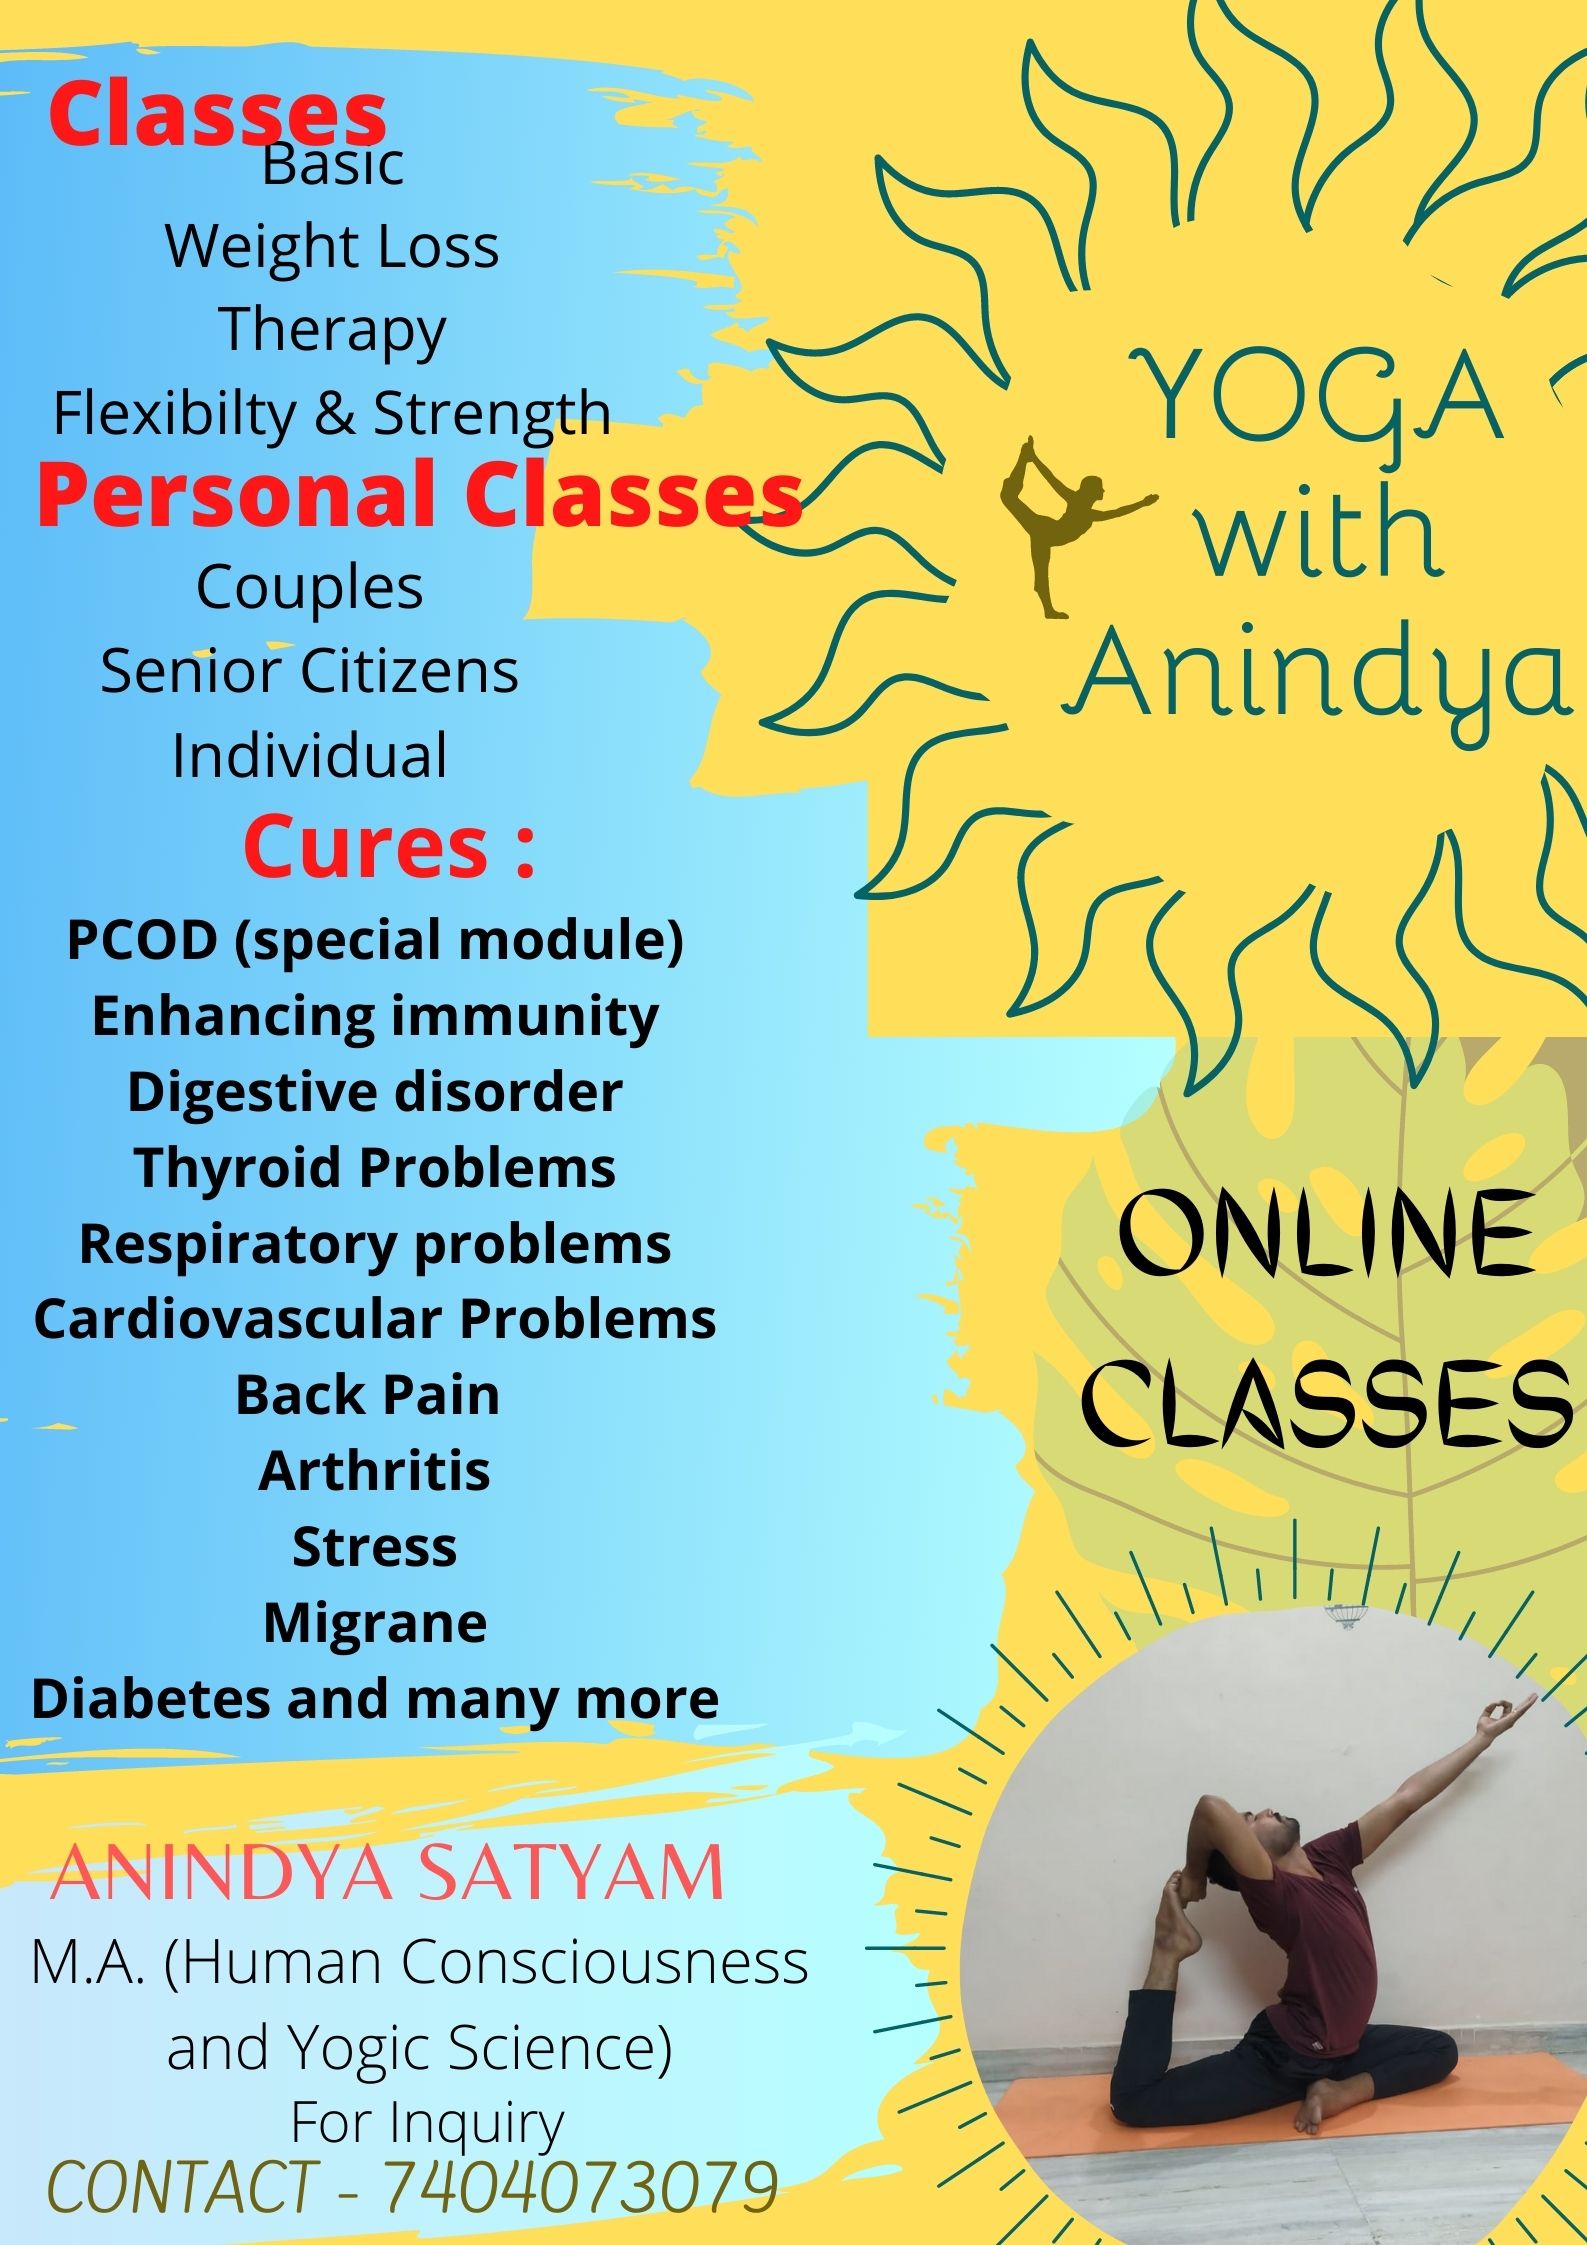 Classes
Basic
Weight Loss
Therapy
Flexibilty & Strength
Personal Classes
Couples
Senior Citizens
Individual
Cures :
PCOD (special module)
Enhancing immunity
Digestive disorder
Thyroid Problems
Respiratory problems
Cardiovascular Problems
Back Pain
Arthritis
Stress
Migrane
Diabetes and many more
ANINDYA SATYAM
M.A. (Human Consciousness
and Yogic Science)
For Inquiry
CONTACT - 7404073079
YOGA
with
Anindya
ONLINE
CLASSES